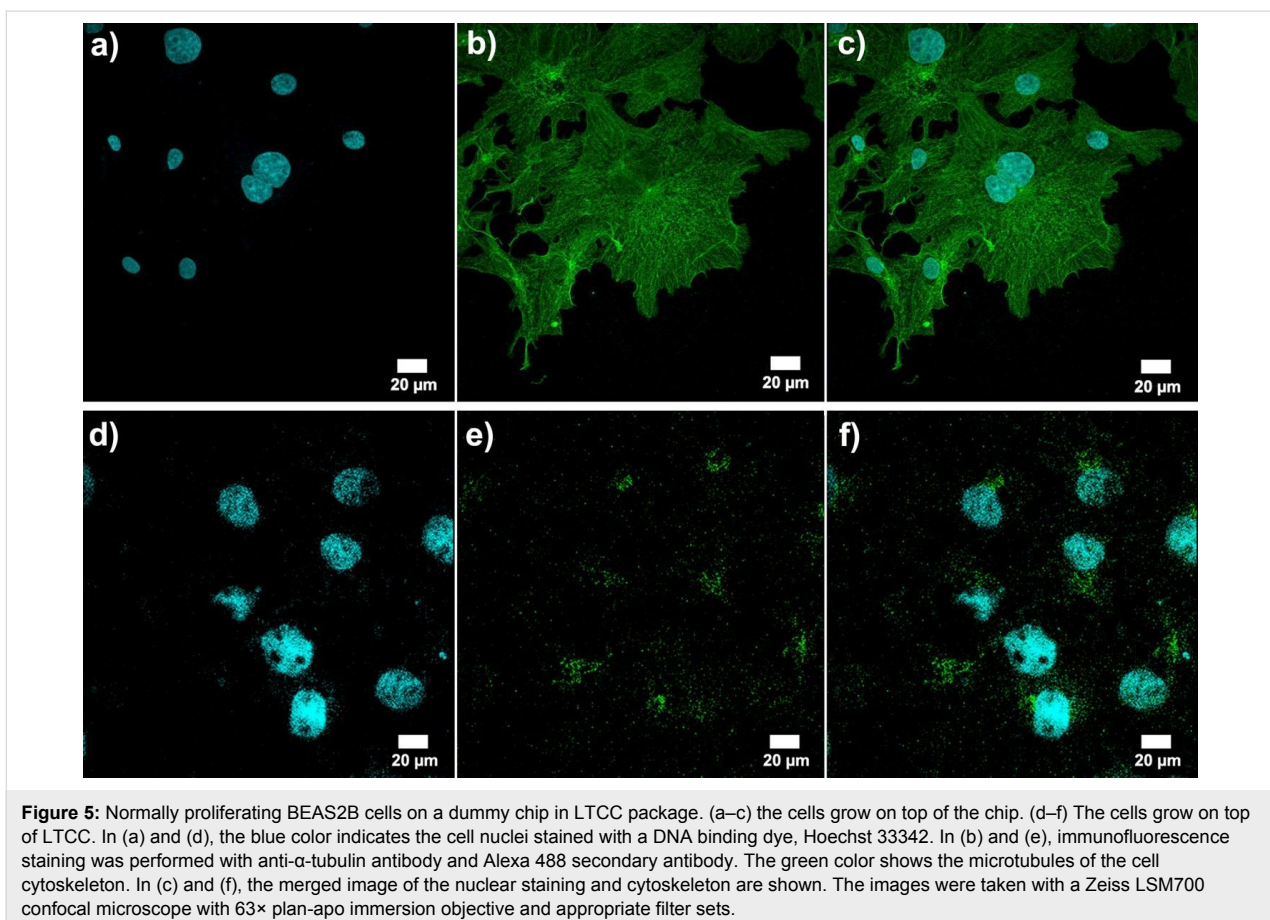 a) b) c)
20 µm 20 µm 20 µm
d) e) f)
20 µm 20 µm 20 µm
Figure 5: Normally proliferating BEAS2B cells on a dummy chip in LTCC package. (a–c) the cells grow on top of the chip. (d–f) The cells grow on top
of LTCC. In (a) and (d), the blue color indicates the cell nuclei stained with a DNA binding dye, Hoechst 33342. In (b) and (e), immunofluorescence
staining was performed with anti-α-tubulin antibody and Alexa 488 secondary antibody. The green color shows the microtubules of the cell
cytoskeleton. In (c) and (f), the merged image of the nuclear staining and cytoskeleton are shown. The images were taken with a Zeiss LSM700
confocal microscope with 63× plan-apo immersion objective and appropriate filter sets.